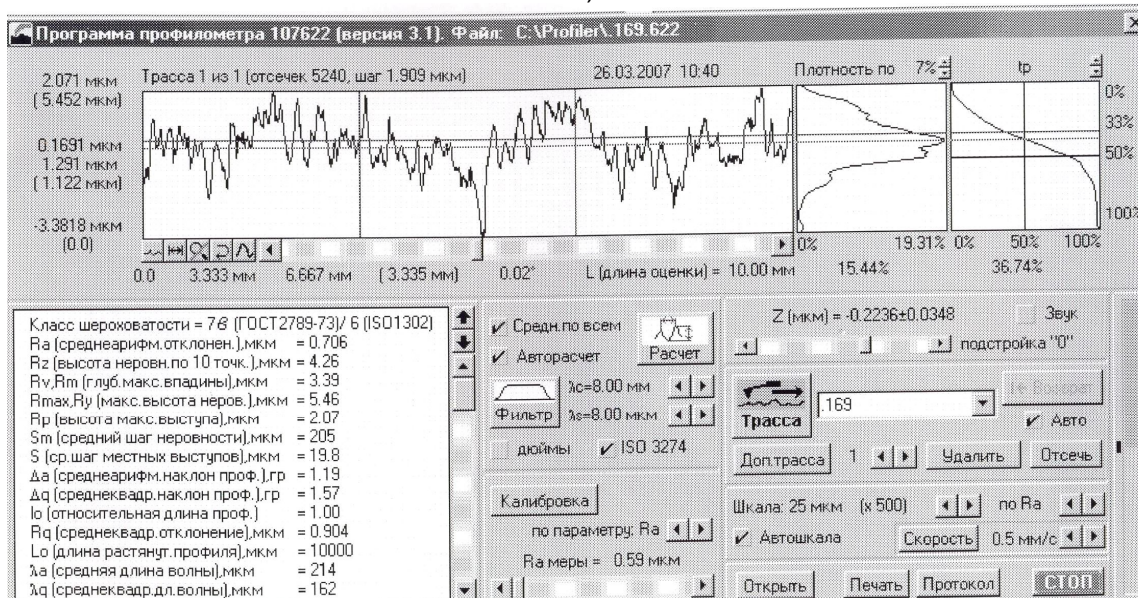 Программа профилометра 107622 (версия 3.1). Файл: C:\Profiler\.169.622
2.071 мкм
(5.452 мкм)
Трасса 1 из 1 (отсечек 5240, шаг 1.909 мкм)
26.03.2007 10:40
Плотность по 7%
tp
0%
33%
50%
100%
0.1691 мкм
1.291 мкм
(1.122 мкм)
-3.3818 мкм
(0.0)
0% 19.31% 0% 50% 100%
0.0 3.333 мм 6.667 мм (3.335 мм) 0.02° L (длина оценки) = 10.00 мм 15.44% 36.74%
Класс шероховатости = 7в (ГОСТ2789-73)/ 6 (ISO1302)
Ra (среднеарифм.отклонен.),мкм = 0.706
Rz (высота неровн.по 10 точк.),мкм = 4.26
Rv,Rm (глуб.макс.впадины),мкм = 3.39
Rmax,Ry (макс.высота неров.),мкм = 5.46
Rp (высота макс.выступа),мкм = 2.07
Sm (средний шаг неровности),мкм = 205
S (ср.шаг местных выступов),мкм = 19.8
Δa (среднеарифм.наклон проф.),гр = 1.19
Δq (среднеквадр.наклон проф.),гр = 1.57
lo (относительная длина проф.) = 1.00
Rq (среднеквадр.отклонение),мкм = 0.904
Lo (длина растянут.профиля),мкм = 10000
λa (средняя длина волны),мкм = 214
λq (среднеквадр.дл.волны),мкм = 162
Средн.по всем
Авторасчет
Расчет
Фильтр
λc=8.00 мм
λs=8.00 мкм
дюймы
ISO 3274
Калибровка
по параметру: Ra
Ra меры = 0.59 мкм
Z (мкм) = -0.2236±0.0348
Звук
подстройка "0"
Трасса
.169
Возврат
Авто
Доп.трасса 1 Удалить Отсечь
Шкала: 25 мкм (x 500) по Ra
Автошкала Скорость 0.5 мм/с
Открыть Печать Протокол СТОП